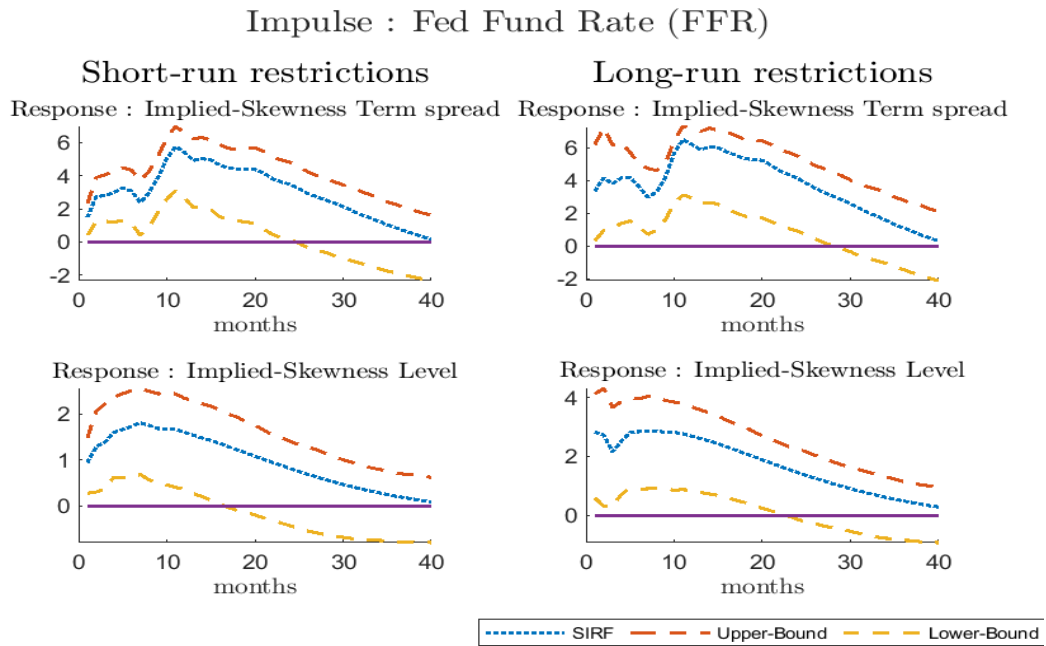 Impulse : Fed Fund Rate (FFR)
Short-run restrictions
Response : Implied-Skewness Term spread
6
4
2
0
-2
0 10 20 30 40
months
Long-run restrictions
Response : Implied-Skewness Term spread
6
4
2
0
-2
0 10 20 30 40
months
Response : Implied-Skewness Level
2
1
0
0 10 20 30 40
months
Response : Implied-Skewness Level
4
2
0
0 10 20 30 40
months
SIRF Upper-Bound Lower-Bound